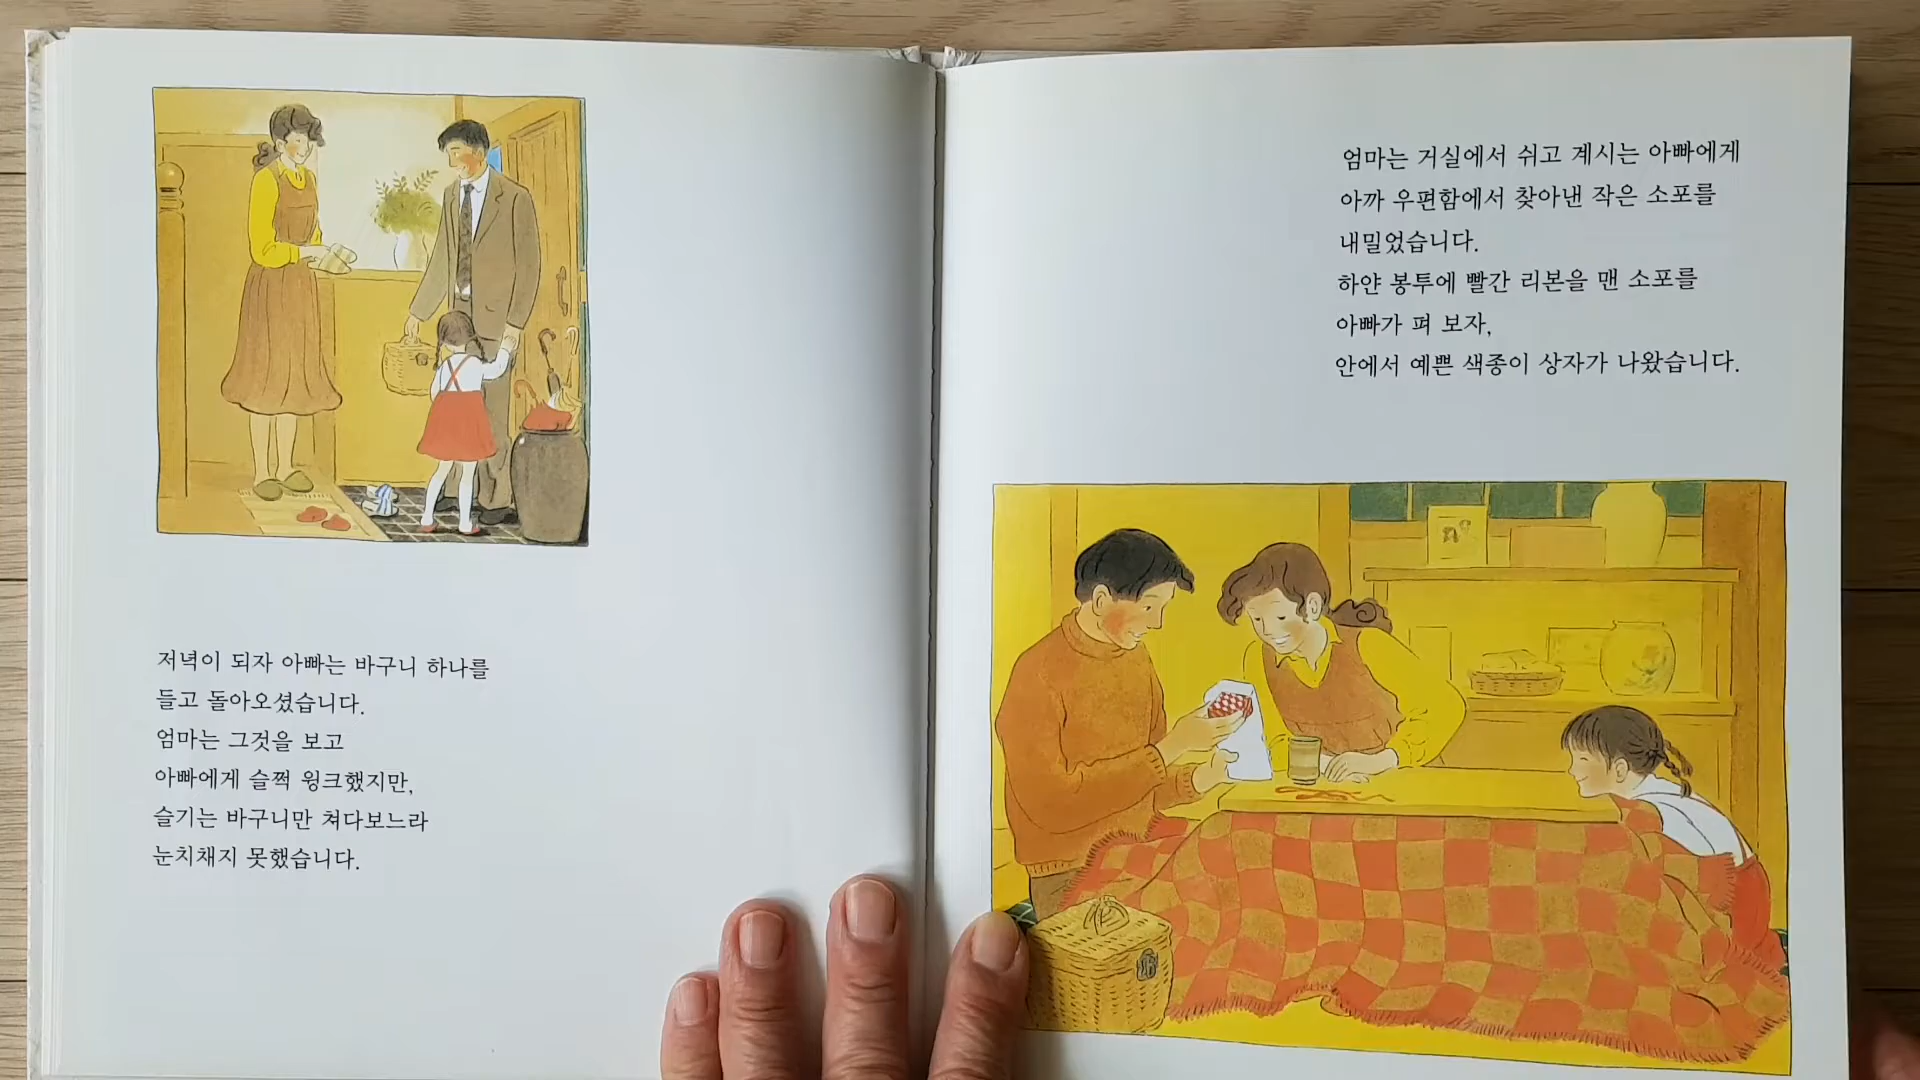 저녁이 되자 아빠는 바구니 하나를
들고 돌아오셨습니다.
엄마는 그것을 보고
아빠에게 슬쩍 윙크했지만,
슬기는 바구니만 쳐다보느라
눈치채지 못했습니다.
엄마는 거실에서 쉬고 계시는 아빠에게
아까 우편함에서 찾아낸 작은 소포를
내밀었습니다.
하얀 봉투에 빨간 리본을 맨 소포를
아빠가 펴 보자,
안에서 예쁜 색종이 상자가 나왔습니다.